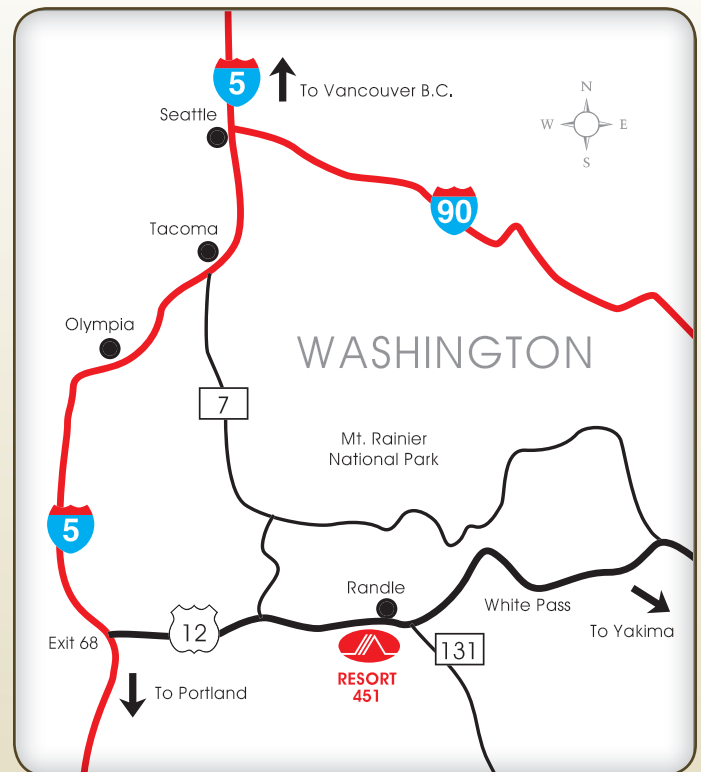 5
To Vancouver B.C.
Seattle
N
W
E
S
90
Tacoma
Olympia
WASHINGTON
7
Mt. Rainier
National Park
5
Randle
White Pass
12
Exit 68
To Yakima
131
RESORT
451
To Portland